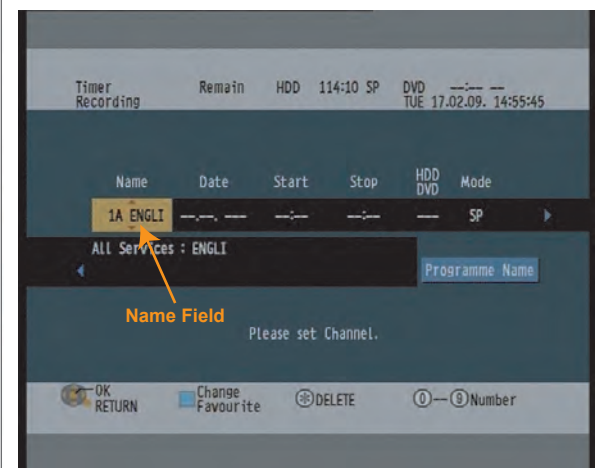 Timer Recording Remain HDD 114:10 SP DVD --:-- --
TUE 17.02.09. 14:55:45
Name Date Start Stop HDD DVD Mode
1A ENGLI --.--. --- --:-- --:-- --- SP
All Services : ENGLI
Programme Name
Name Field
Please set Channel.
OK
RETURN
Change
Favourite
DELETE
0--9 Number